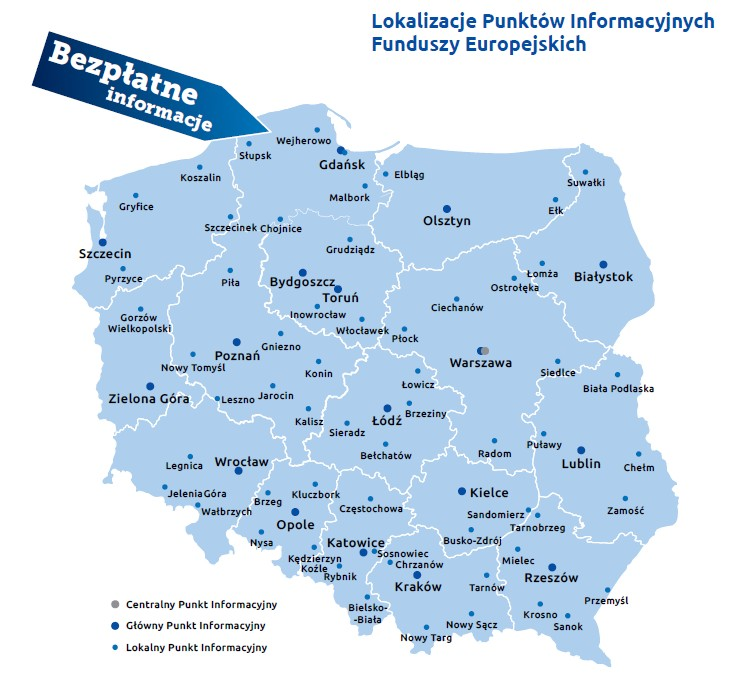 Lokalizacje Punktów Informacyjnych
Funduszy Europejskich
Bezpłatne
informacje
Wejherowo
Słupsk
Gdańsk
Koszalin
Elbląg
Suwałki
Malbork
Gryfice
Ełk
Olsztyn
Szczecinek
Chojnice
Szczecin
Grudziądz
Pyrzyce
Piła
Bydgoszcz
Łomża
Białystok
Ostrołęka
Toruń
Ciechanów
Inowrocław
Gorzów
Wielkopolski
Włocławek
Płock
Gniezno
Poznań
Warszawa
Nowy Tomyśl
Konin
Siedlce
Łowicz
Biała Podlaska
Zielona Góra
Leszno
Jarocin
Brzeziny
Łódź
Kalisz
Sieradz
Puławy
Bełchatów
Radom
Legnica
Wrocław
Lublin
Chełm
JeleniaGóra
Brzeg
Kluczbork
Kielce
Wałbrzych
Częstochowa
Zamość
Sandomierz
Opole
Tarnobrzeg
Nysa
Katowice
Busko-Zdrój
Kędzierzyn
Koźle
Sosnowiec
Chrzanów
Mielec
Rybnik
Rzeszów
Kraków
Tarnów
Przemyśl
Bielsko-
-Biała
Krosno
Sanok
Nowy Sącz
Nowy Targ
Centralny Punkt Informacyjny
Główny Punkt Informacyjny
Lokalny Punkt Informacyjny